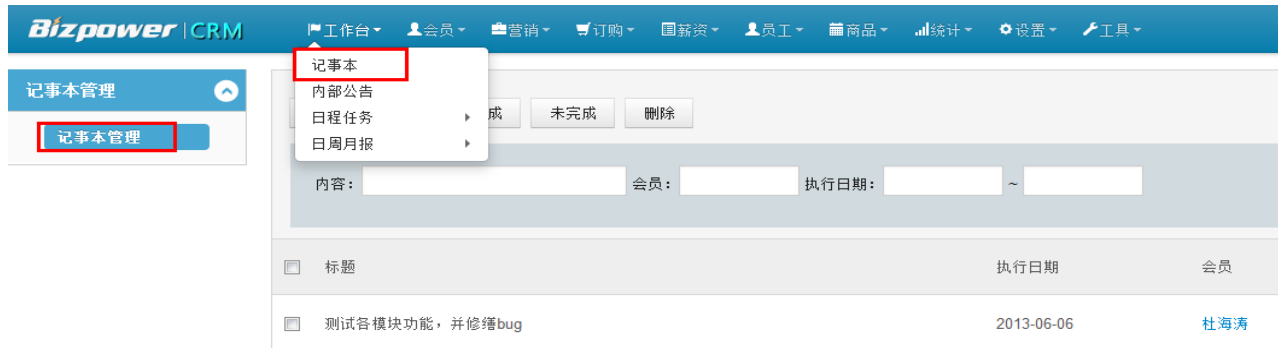 Bizpower | CRM 工作台 会员 营销 订购 薪资 员工 商品 统计 设置 工具
记事本管理
记事本管理
记事本
内部公告
日程任务
日周月报
成 未完成 删除
内容: 会员: 执行日期: ~
标题 执行日期 会员
测试各模块功能，并修缮bug 2013-06-06 杜海涛